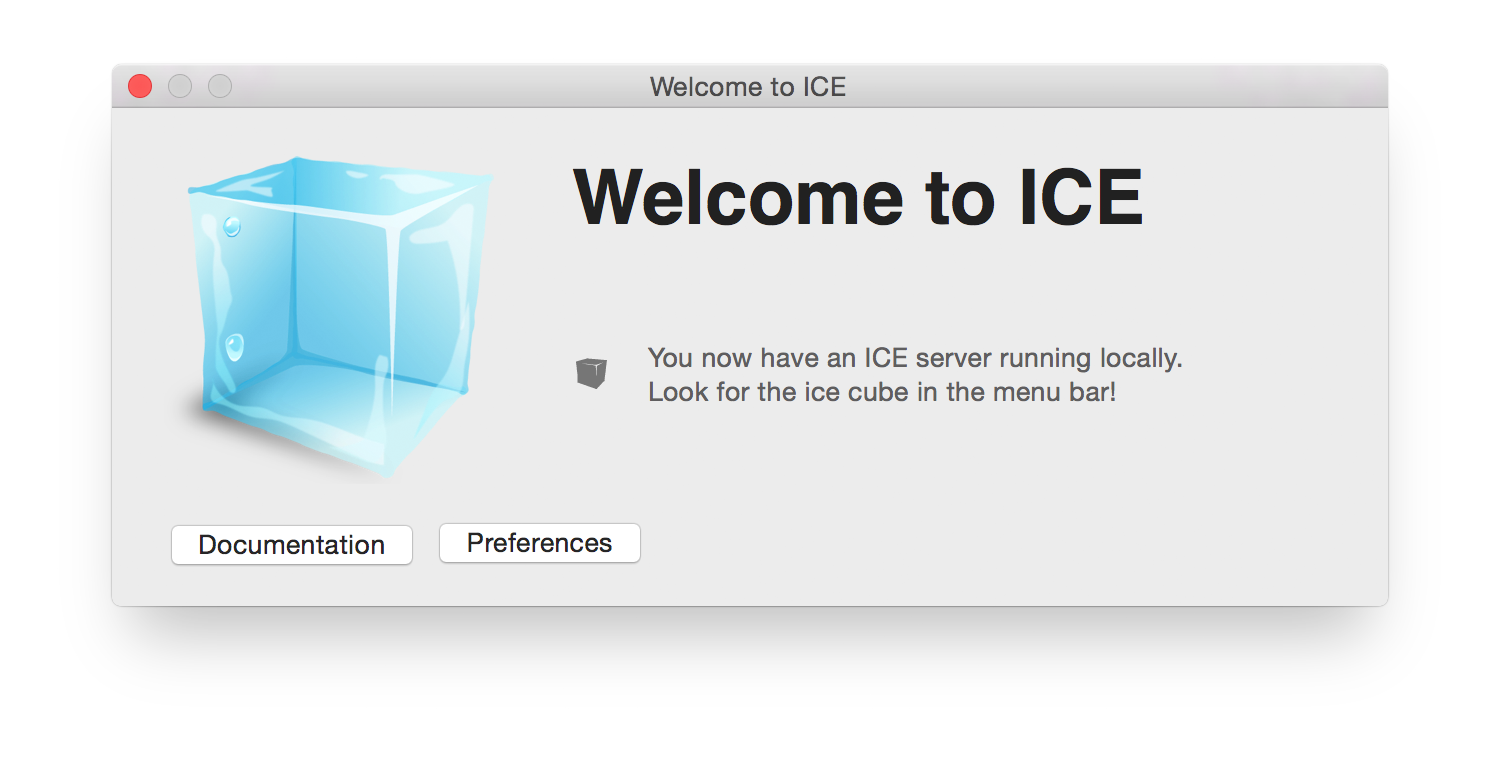 Welcome to ICE
Welcome to ICE
You now have an ICE server running locally.
Look for the ice cube in the menu bar!
Documentation
Preferences